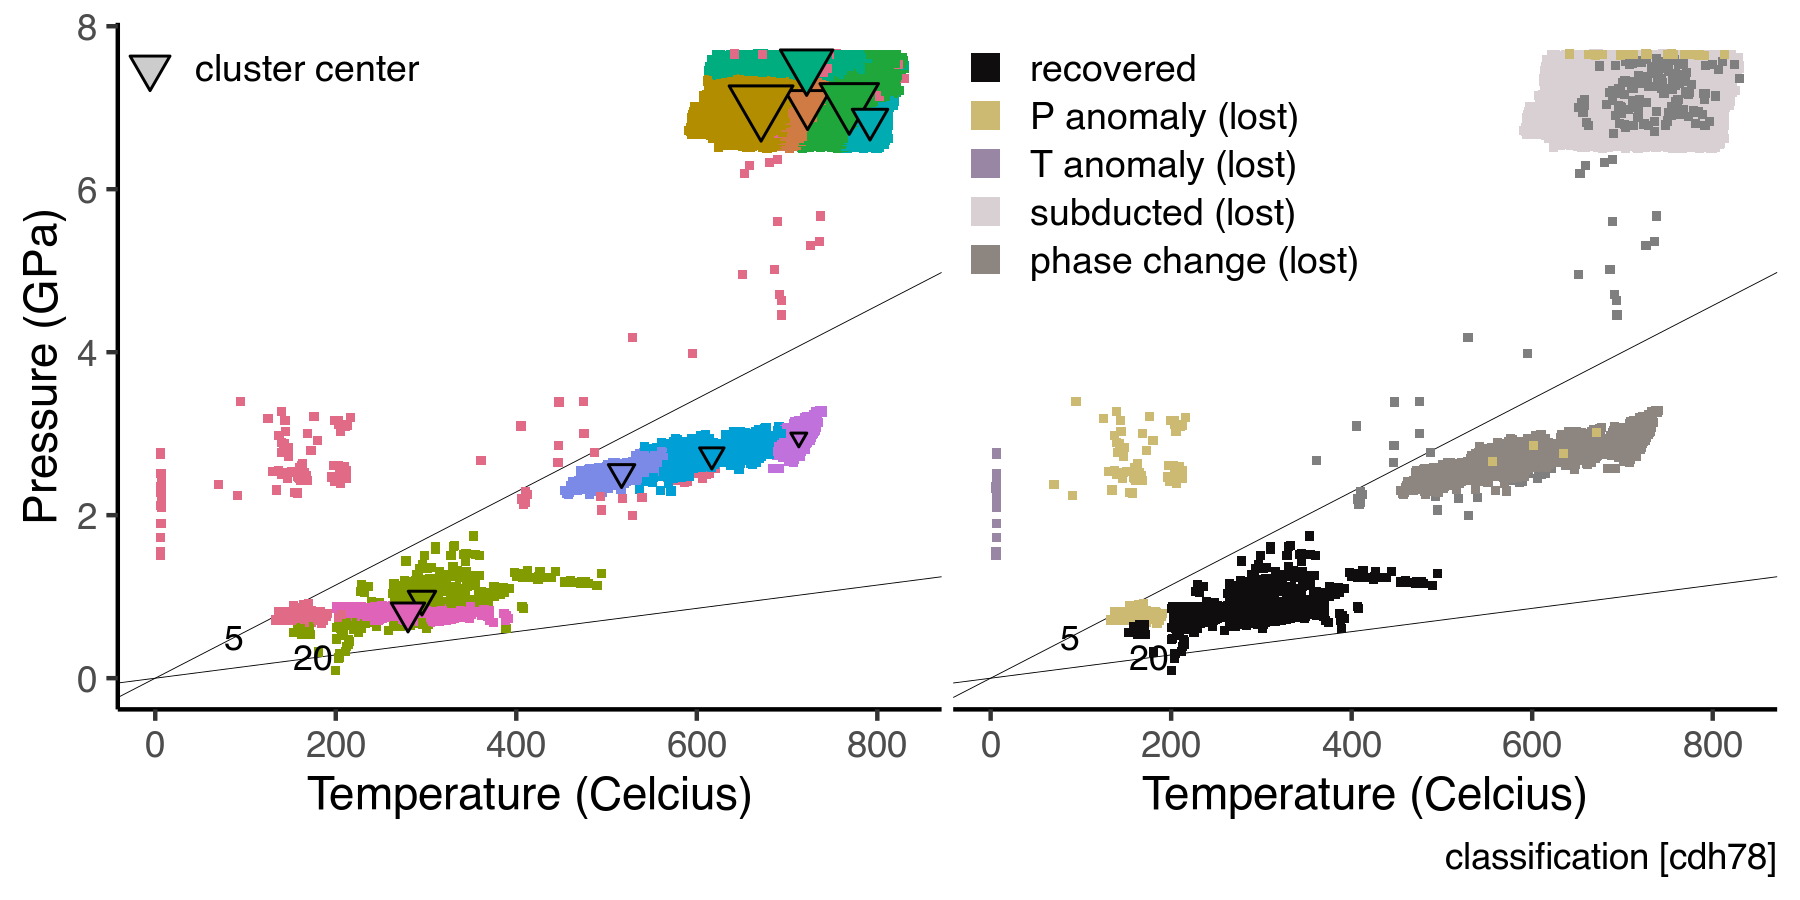 8
cluster center
recovered
P anomaly (lost)
T anomaly (lost)
subducted (lost)
phase change (lost)
6
4
2
0
Pressure (GPa)
5
20
5
20
0 200 400 600 800
0 200 400 600 800
Temperature (Celcius)
Temperature (Celcius)
classification [cdh78]